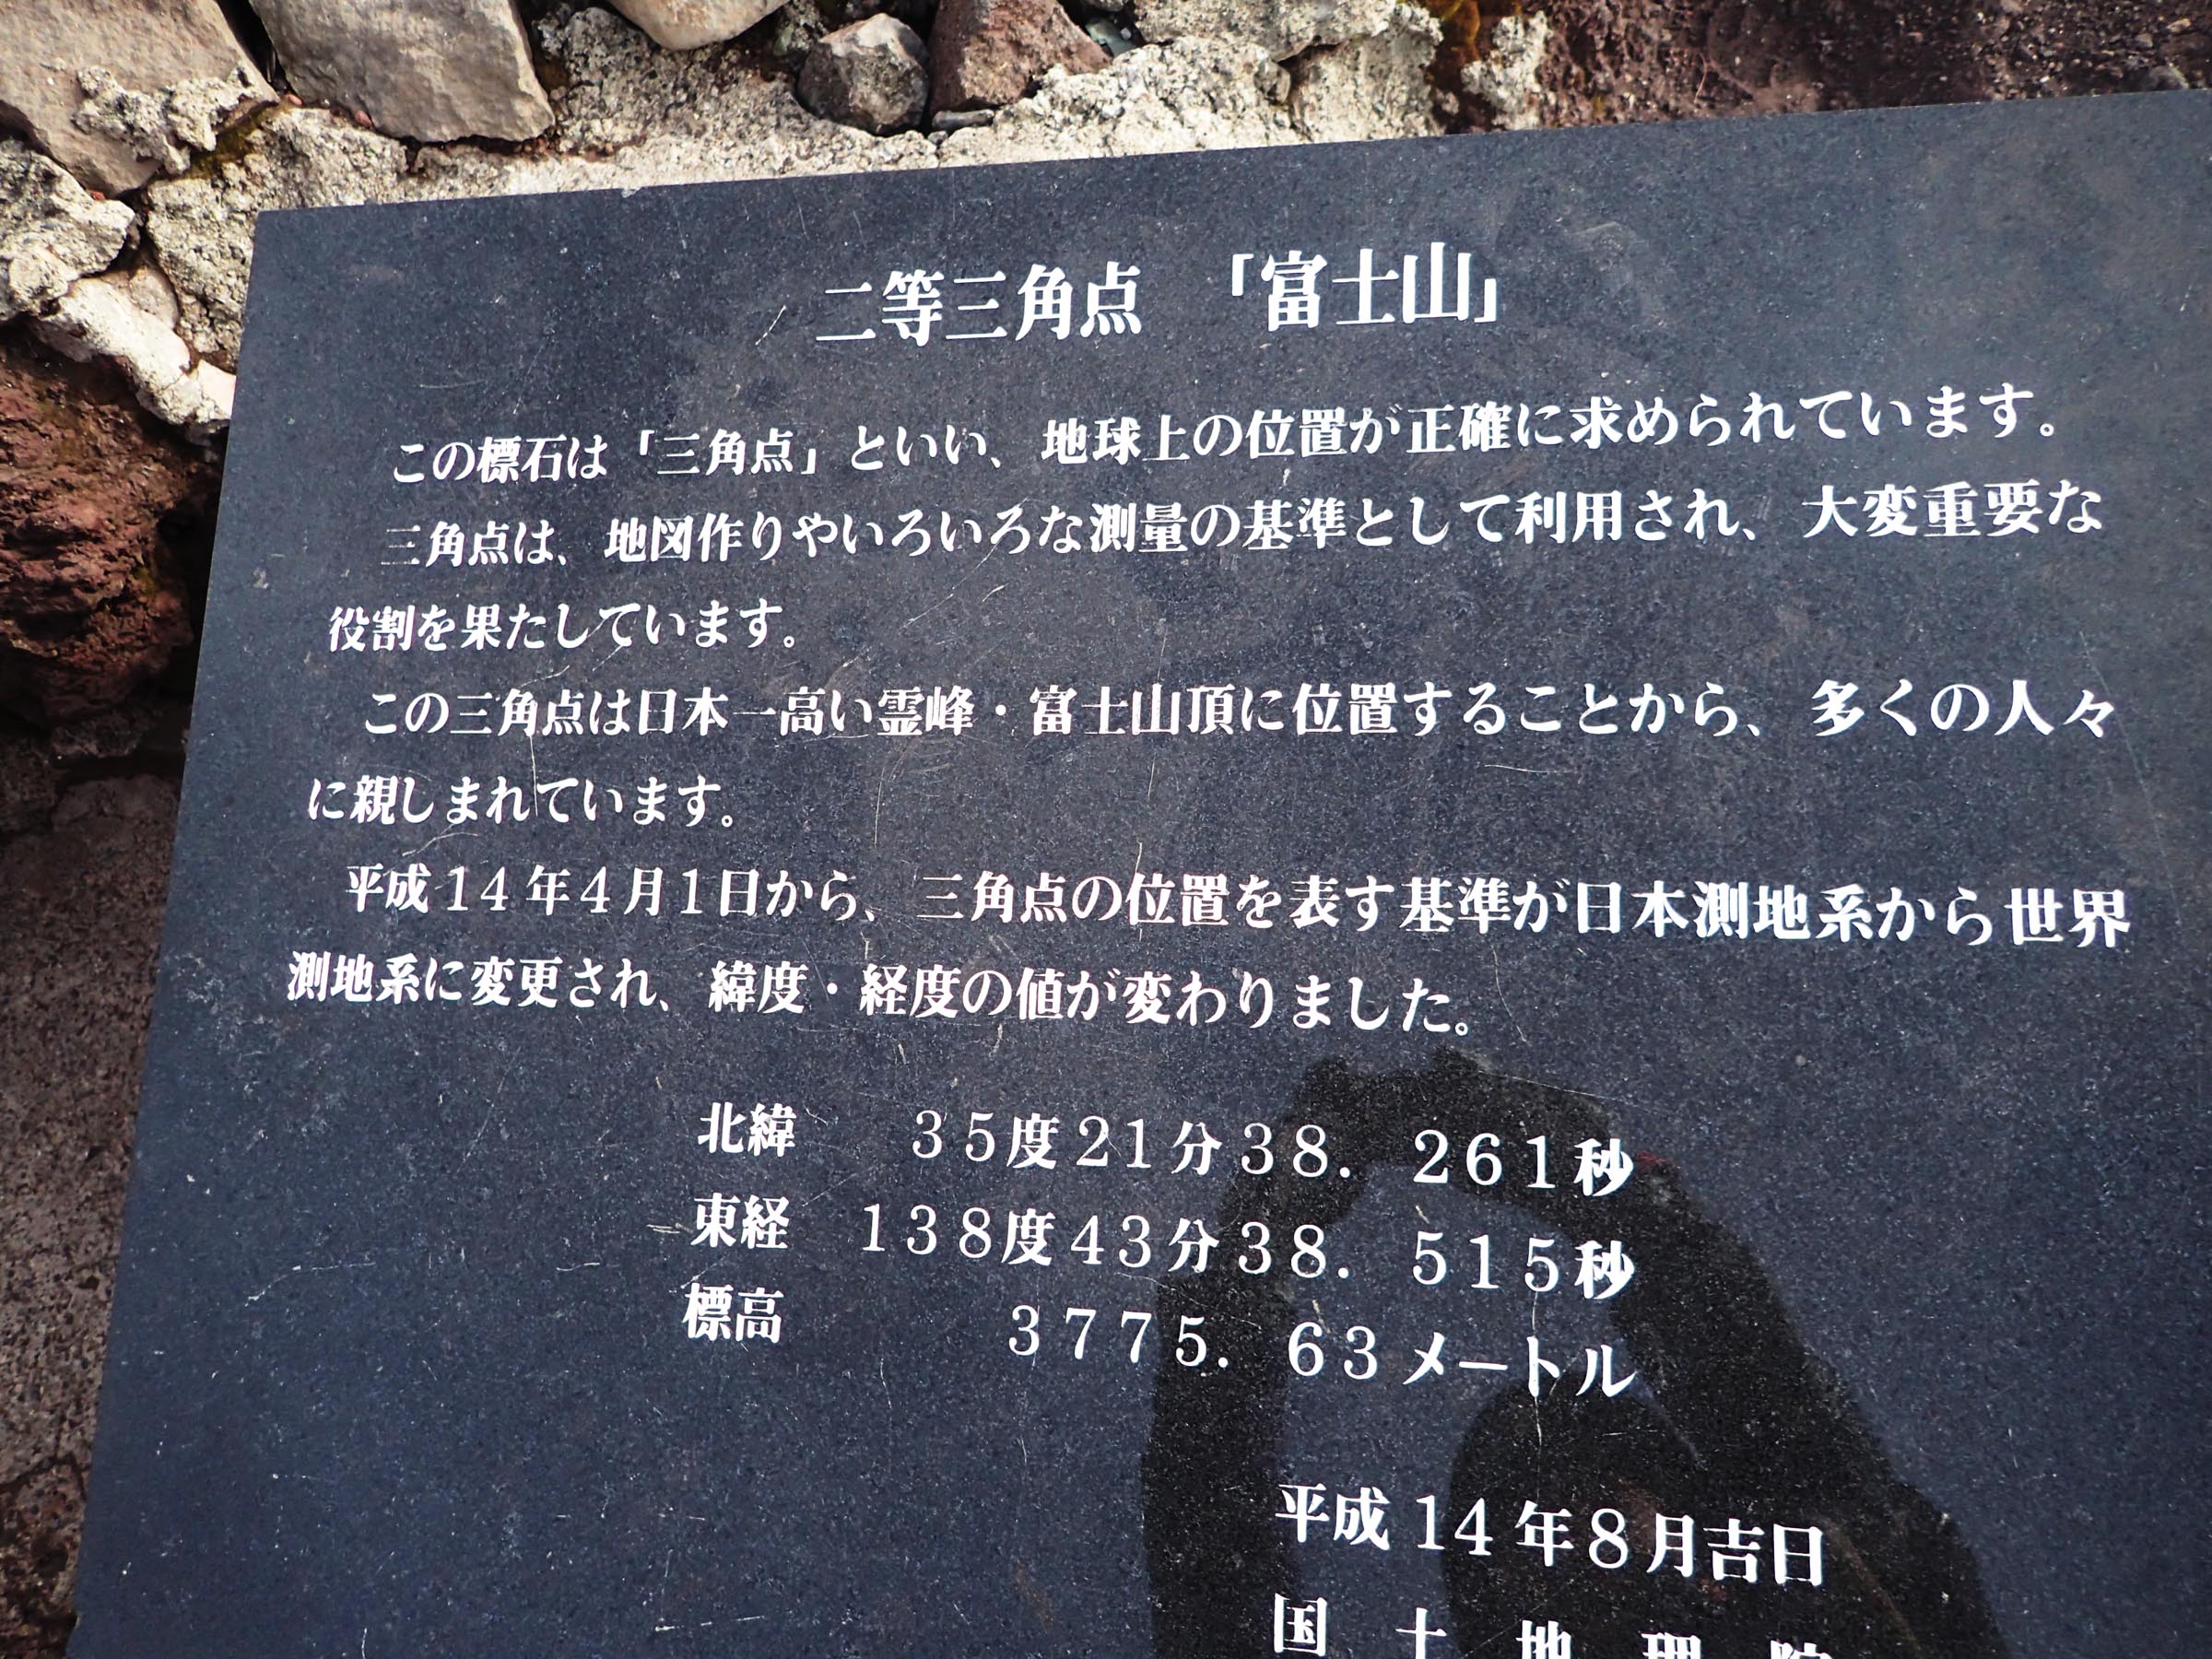 二等三角点　「富士山」
この標石は「三角点」といい、地球上の位置が正確に求められています。
三角点は、地図作りやいろいろな測量の基準として利用され、大変重要な
役割を果たしています。
この三角点は日本一高い霊峰・富士山頂に位置することから、多くの人々
に親しまれています。
平成１４年４月１日から、三角点の位置を表す基準が日本測地系から世界
測地系に変更され、緯度・経度の値が変わりました。
北緯　３５度２１分３８．２６１秒
東経　１３８度４３分３８．５１５秒
標高　３７７５．６３メートル
平成１４年８月吉日
国土地理院